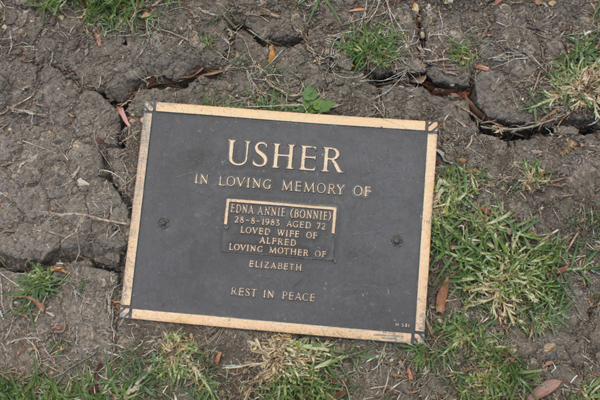 USHER
IN LOVING MEMORY OF
EDNA ANNIE (BONNIE)
28-8-1983 AGED 72
LOVED WIFE OF
ALFRED
LOVING MOTHER OF
ELIZABETH
REST IN PEACE